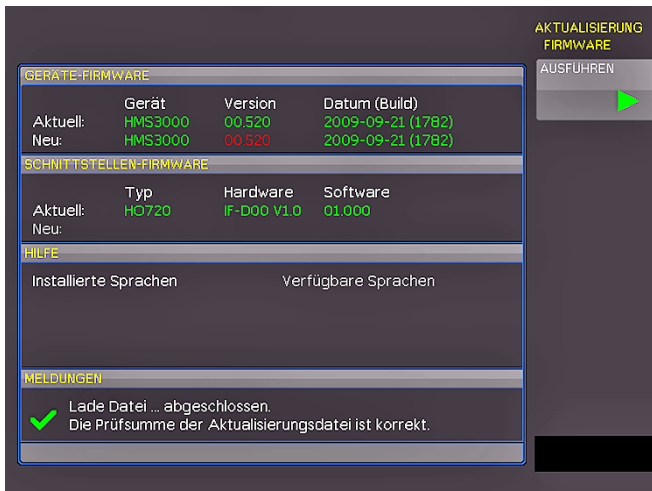 AKTUALISIERUNG
FIRMWARE
AUSFÜHREN
GERÄTE-FIRMWARE
Gerät Version Datum (Build)
Aktuell: HMS3000 00.520 2009-09-21 (1782)
Neu: HMS3000 00.520 2009-09-21 (1782)
SCHNITTSTELLEN-FIRMWARE
Typ Hardware Software
Aktuell: HO720 IF-D00 V1.0 01.000
Neu:
HILFE
Installierte Sprachen Verfügbare Sprachen
MELDUNGEN
Lade Datei ... abgeschlossen.
Die Prüfsumme der Aktualisierungsdatei ist korrekt.